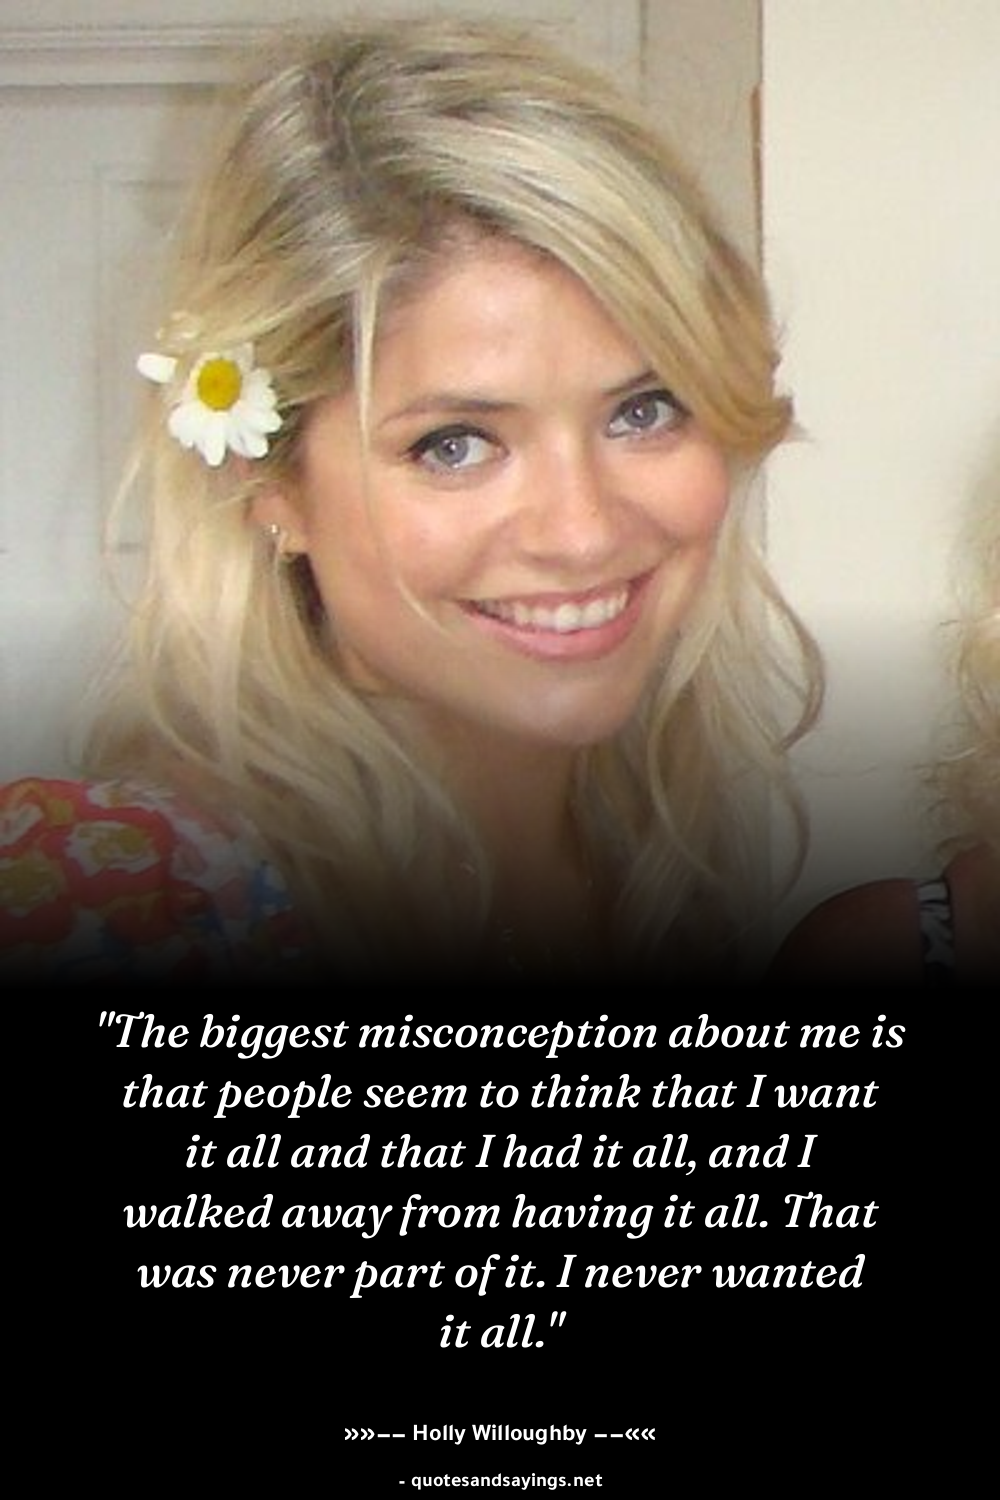 "The biggest misconception about me is
that people seem to think that I want
it all and that I had it all, and I
walked away from having it all. That
was never part of it. I never wanted
it all."
»»−− Holly Willoughby −−««
- quotesandsayings.net